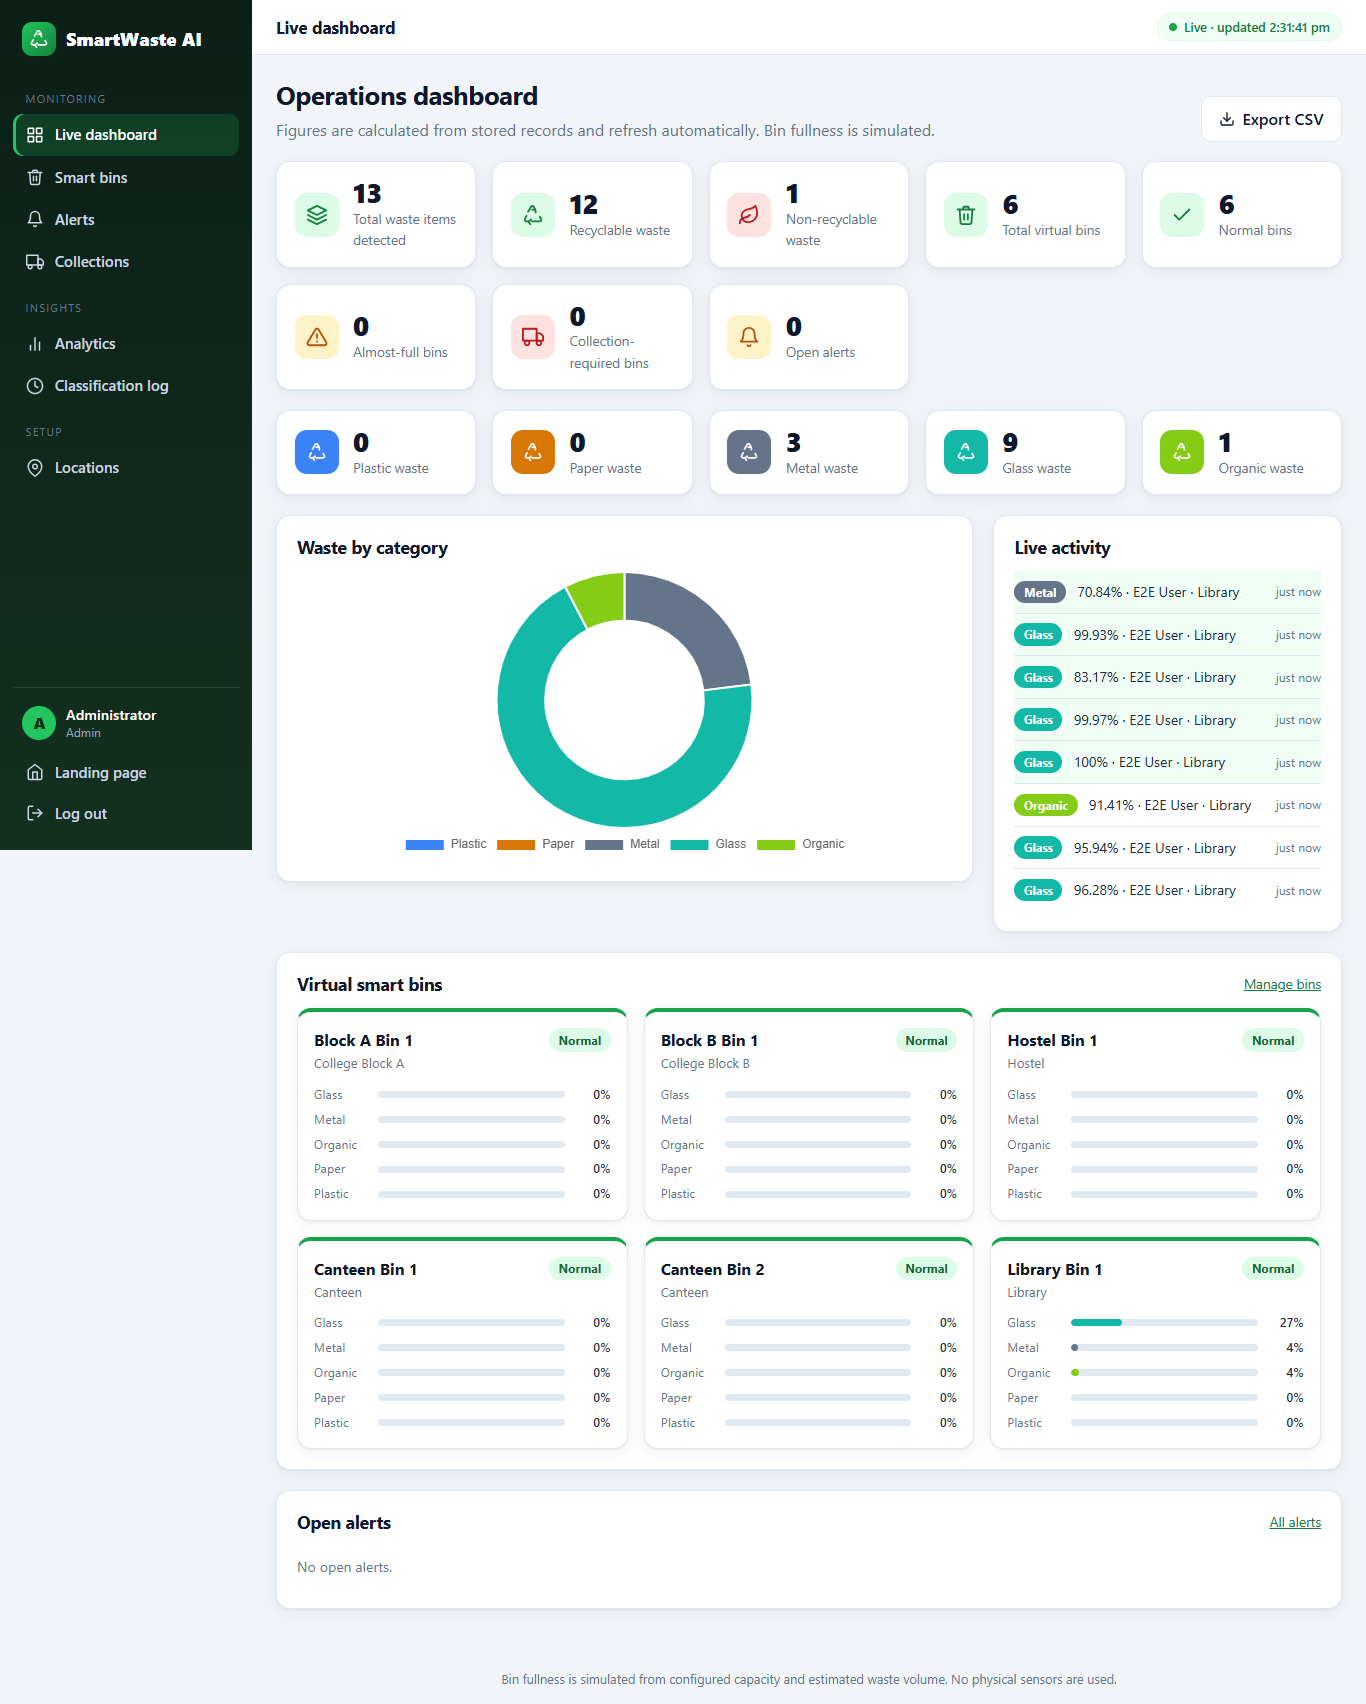 SmartWaste AI
MONITORING
Live dashboard
Smart bins
Alerts
Collections
INSIGHTS
Analytics
Classification log
SETUP
Locations
A
Administrator
Admin
Landing page
Log out
Live dashboard
Live · updated 2:31:41 pm
Operations dashboard
Figures are calculated from stored records and refresh automatically. Bin fullness is simulated.
Export CSV
13
Total waste items
detected
12
Recyclable waste
1
Non-recyclable
waste
6
Total virtual bins
6
Normal bins
0
Almost-full bins
0
Collection-
required bins
0
Open alerts
0
Plastic waste
0
Paper waste
3
Metal waste
9
Glass waste
1
Organic waste
Waste by category
Plastic Paper Metal Glass Organic
Live activity
Metal 70.84% · E2E User · Library just now
Glass 99.93% · E2E User · Library just now
Glass 83.17% · E2E User · Library just now
Glass 99.97% · E2E User · Library just now
Glass 100% · E2E User · Library just now
Organic 91.41% · E2E User · Library just now
Glass 95.94% · E2E User · Library just now
Glass 96.28% · E2E User · Library just now
Virtual smart bins
Manage bins
Block A Bin 1 Normal
College Block A
Glass 0%
Metal 0%
Organic 0%
Paper 0%
Plastic 0%
Block B Bin 1 Normal
College Block B
Glass 0%
Metal 0%
Organic 0%
Paper 0%
Plastic 0%
Hostel Bin 1 Normal
Hostel
Glass 0%
Metal 0%
Organic 0%
Paper 0%
Plastic 0%
Canteen Bin 1 Normal
Canteen
Glass 0%
Metal 0%
Organic 0%
Paper 0%
Plastic 0%
Canteen Bin 2 Normal
Canteen
Glass 0%
Metal 0%
Organic 0%
Paper 0%
Plastic 0%
Library Bin 1 Normal
Library
Glass 27%
Metal 4%
Organic 4%
Paper 0%
Plastic 0%
Open alerts
All alerts
No open alerts.
Bin fullness is simulated from configured capacity and estimated waste volume. No physical sensors are used.